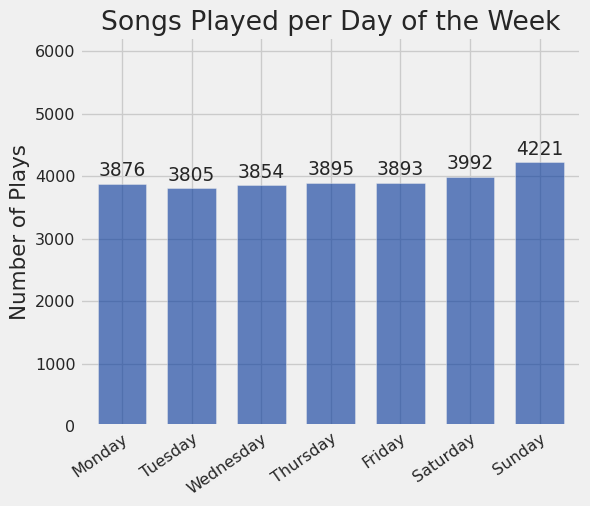 Songs Played per Day of the Week
Number of Plays
6000
5000
4000
3000
2000
1000
0
3876
3805
3854
3895
3893
3992
4221
Monday
Tuesday
Wednesday
Thursday
Friday
Saturday
Sunday